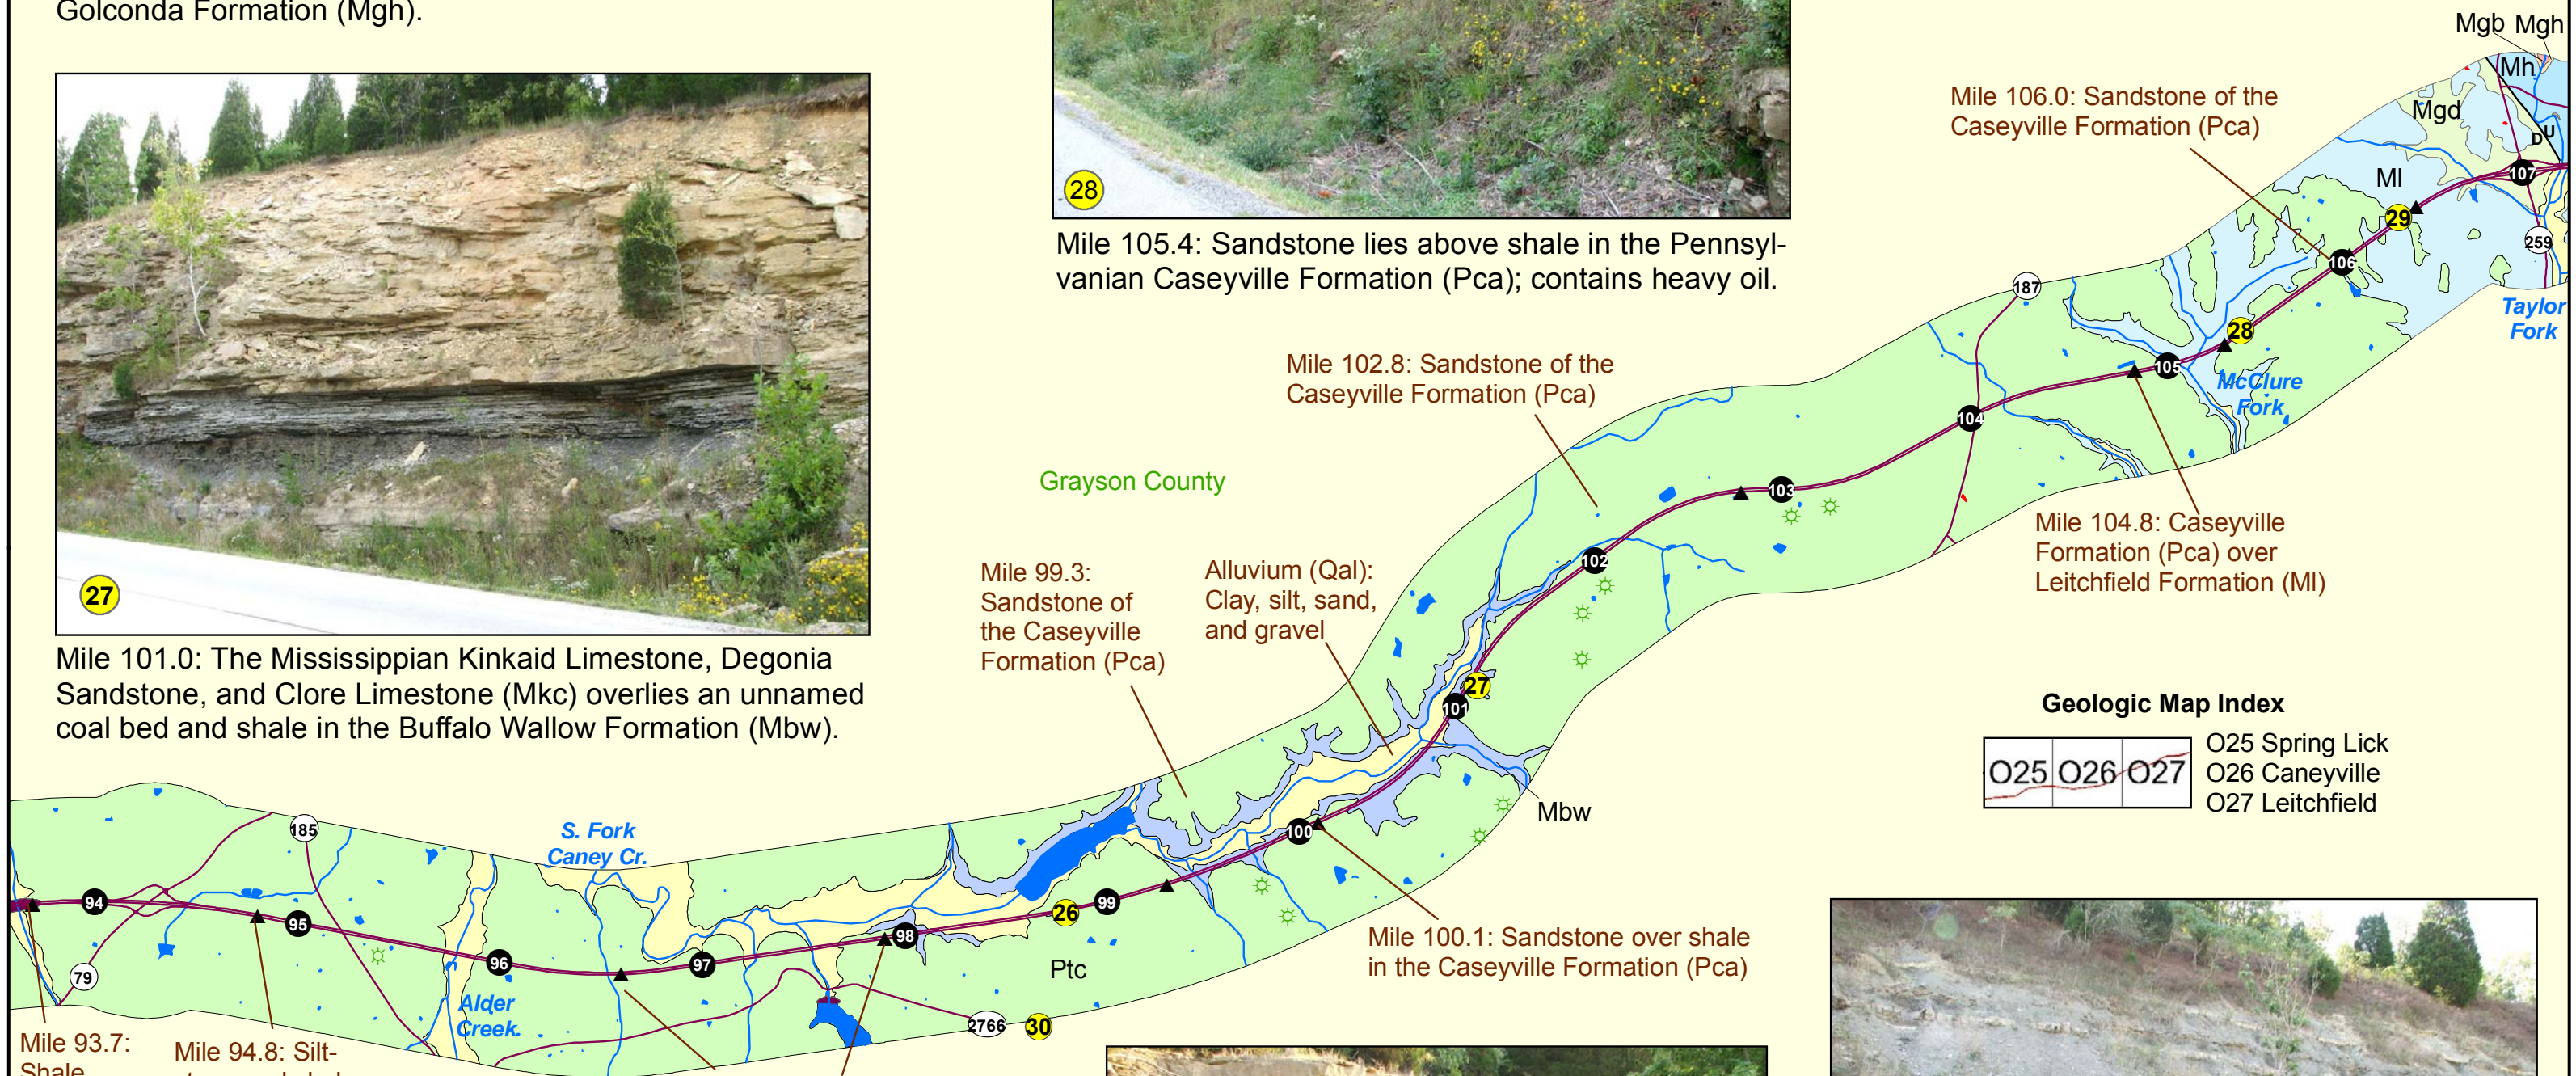 Golconda Formation (Mgh).
27
Mile 101.0: The Mississippian Kinkaid Limestone, Degonia
Sandstone, and Clore Limestone (Mkc) overlies an unnamed
coal bed and shale in the Buffalo Wallow Formation (Mbw).
28
Mile 105.4: Sandstone lies above shale in the Pennsyl-
vanian Caseyville Formation (Pca); contains heavy oil.
Mgb Mgh
Mh
Mgd
D U
Mile 106.0: Sandstone of the
Caseyville Formation (Pca)
Ml
107
29
259
106
Taylor
Fork
187
28
105
McClure
Fork
104
Mile 102.8: Sandstone of the
Caseyville Formation (Pca)
103
Grayson County
Mile 104.8: Caseyville
Formation (Pca) over
Leitchfield Formation (Ml)
102
Mile 99.3:
Sandstone of
the Caseyville
Formation (Pca)
Alluvium (Qal):
Clay, silt, sand,
and gravel
27
101
Mbw
Geologic Map Index
O25 O26 O27
O25 Spring Lick
O26 Caneyville
O27 Leitchfield
100
Mile 100.1: Sandstone over shale
in the Caseyville Formation (Pca)
185
S. Fork
Caney Cr.
94
95
96
97
98
26
99
79
Alder
Creek
Ptc
2766
30
Mile 93.7:
Shale
Mile 94.8: Silt-